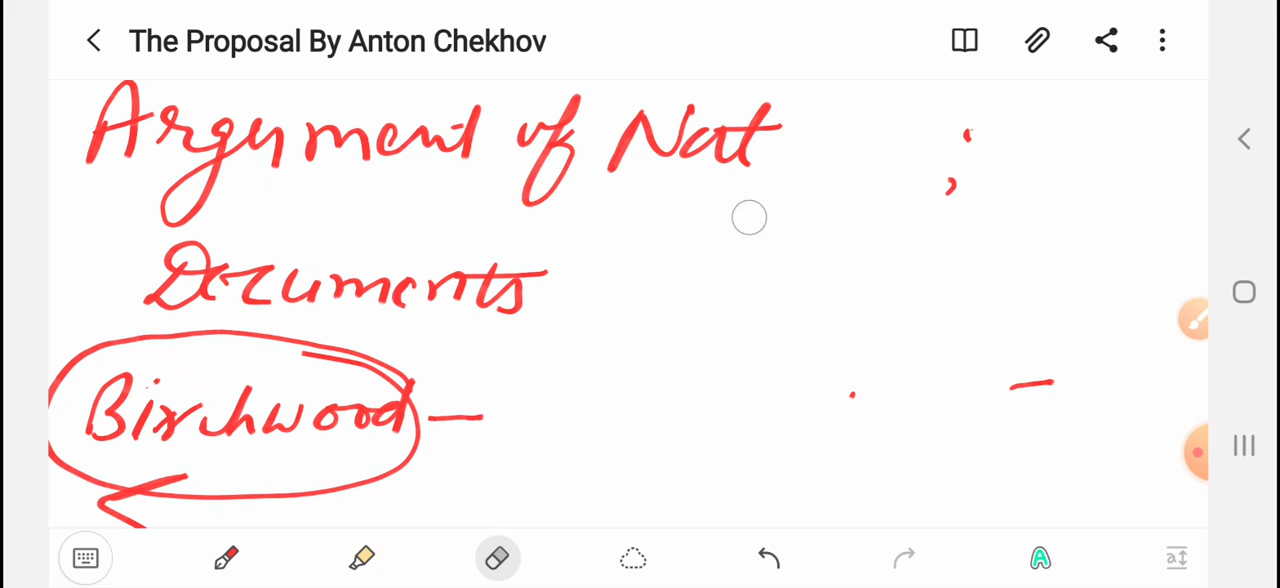 The Proposal By Anton Chekhov
Argument of Nat ;
Documents
Birchwood —